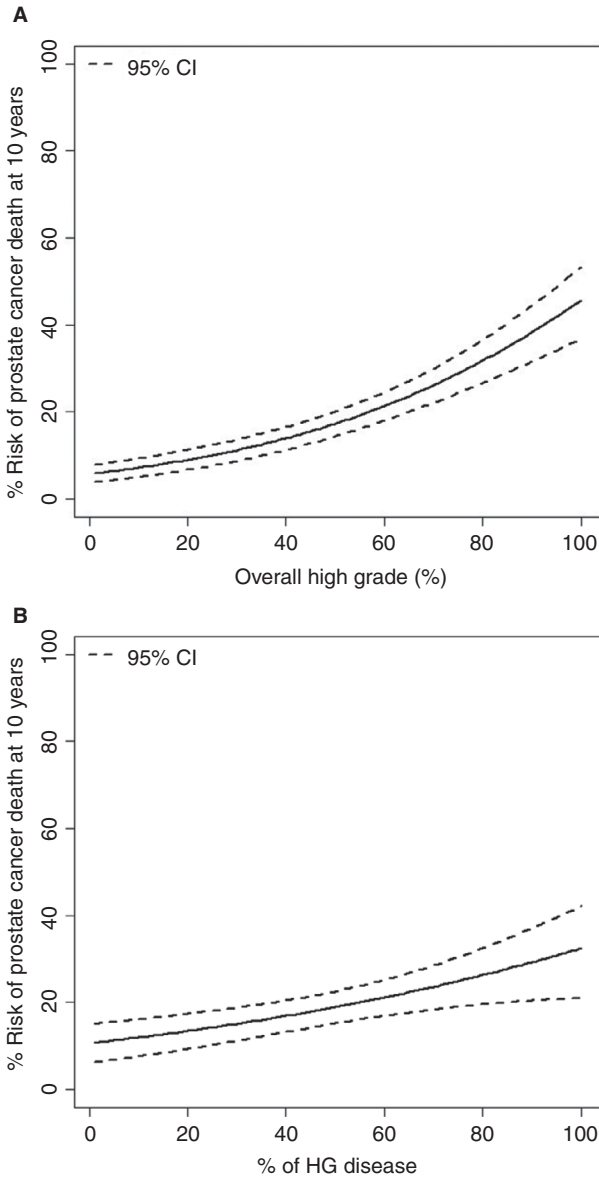 A
% Risk of prostate cancer death at 10 years
100
80
60
40
20
0
95% CI
0 20 40 60 80 100
Overall high grade (%)
B
% Risk of prostate cancer death at 10 years
100
80
60
40
20
0
95% CI
0 20 40 60 80 100
% of HG disease